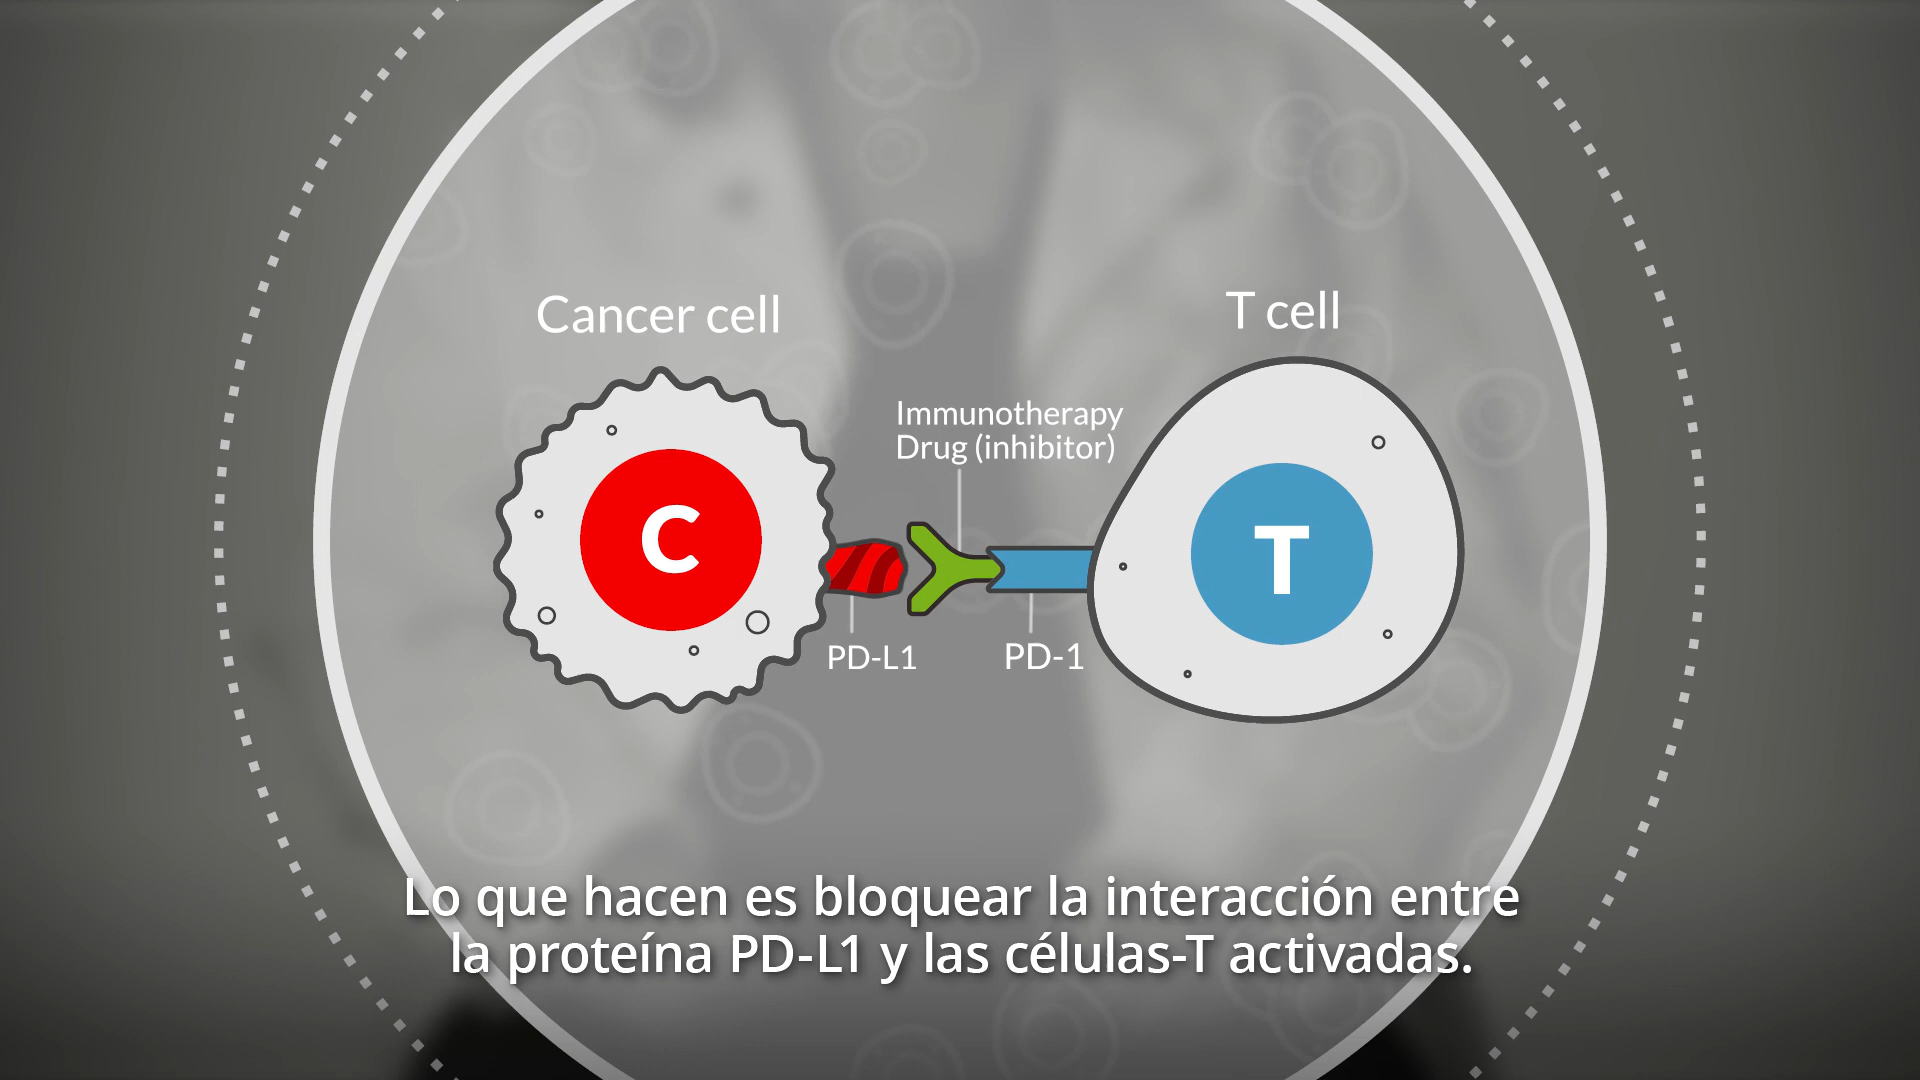 Cancer cell
T cell
Immunotherapy
Drug (inhibitor)
C
T
PD-L1
PD-1
Lo que hacen es bloquear la interacción entre
la proteína PD-L1 y las células-T activadas.